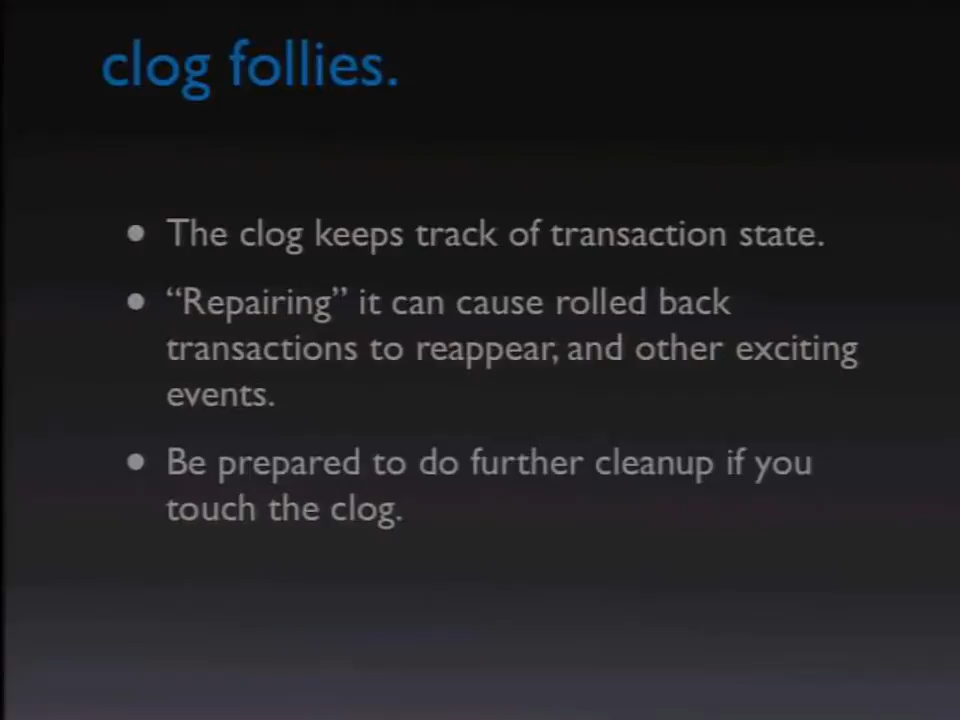 clog follies.
• The clog keeps track of transaction state.
• “Repairing” it can cause rolled back
transactions to reappear, and other exciting
events.
• Be prepared to do further cleanup if you
touch the clog.